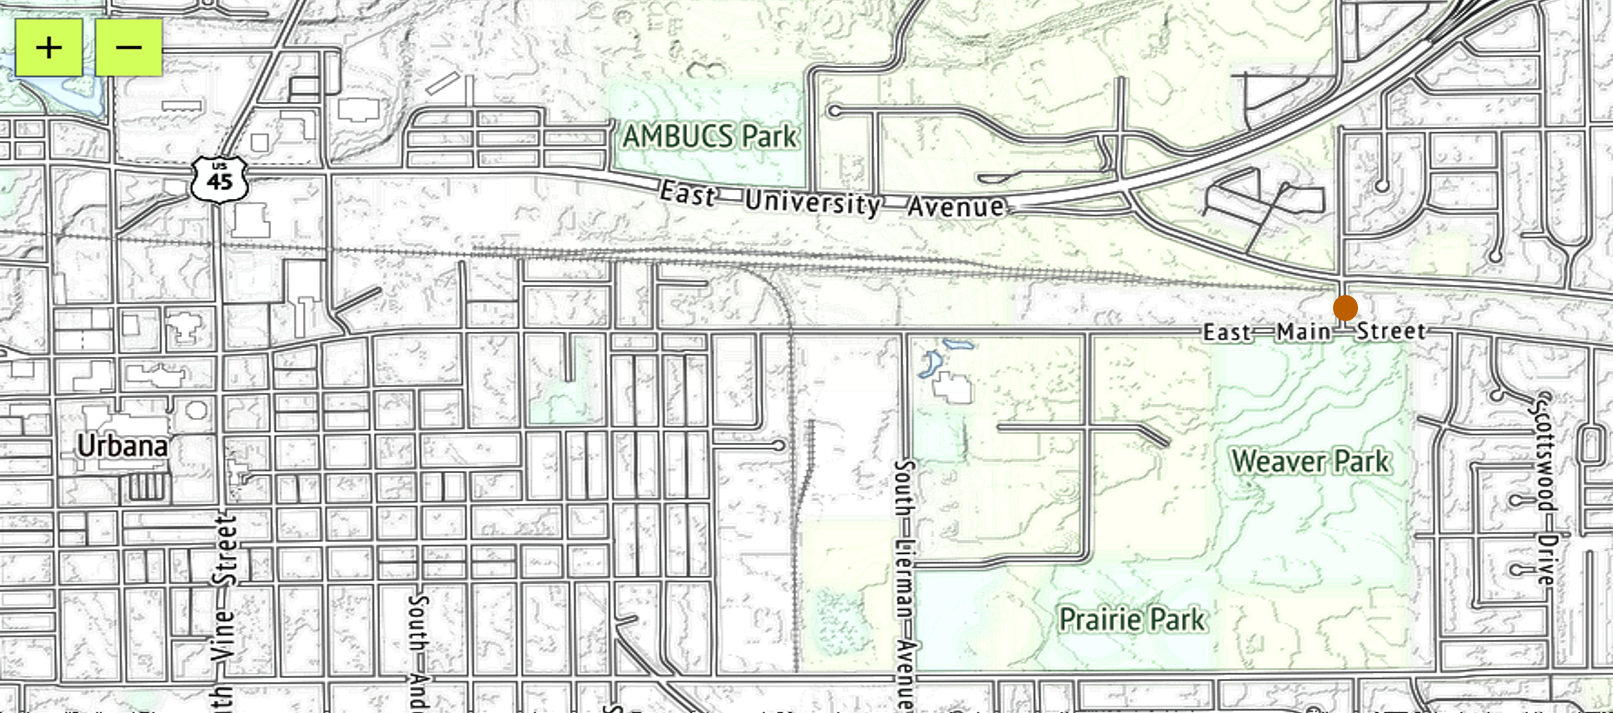 + −
AMBUCS Park
US
45
East University Avenue
East Main Street
Urbana
Weaver Park
Scottswood Drive
South Lierman Avenue
Vine Street
Prairie Park
South